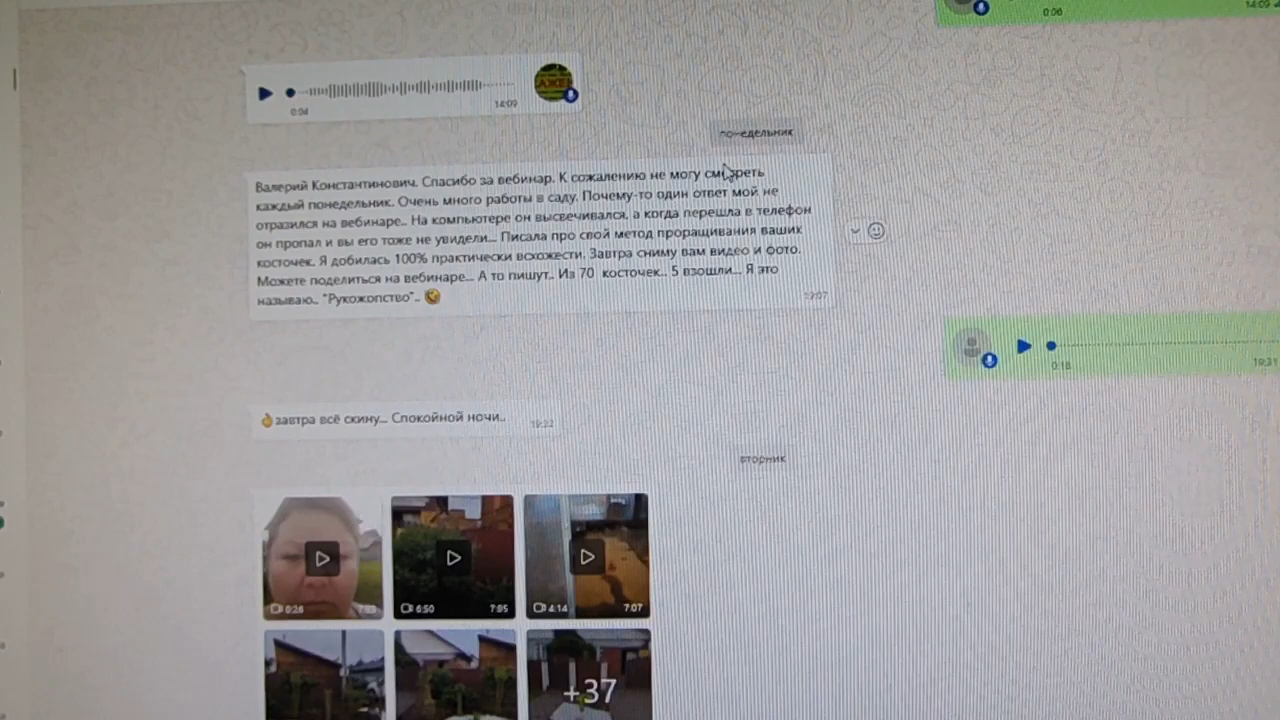 0:06
14:09
0:04
14:09
понедельник
Валерий Константинович. Спасибо за вебинар. К сожалению не могу смотреть
каждый понедельник. Очень много работы в саду. Почему-то один ответ мой не
отразился на вебинаре.. На компьютере он высвечивался, а когда перешла в телефон
он пропал и вы его тоже не увидели... Писала про свой метод проращивания ваших
косточек. Я добилась 100% практически всхожести. Завтра сниму вам видео и фото.
Можете поделиться на вебинаре... А то пишут.. Из 70 косточек.. 5 взошли... Я это
называю.. "Рукожопство"..
19:07
0:18
завтра всё скину... Спокойной ночи..
19:22
вторник
0:26
6:50
7:05
4:14
7:07
+37